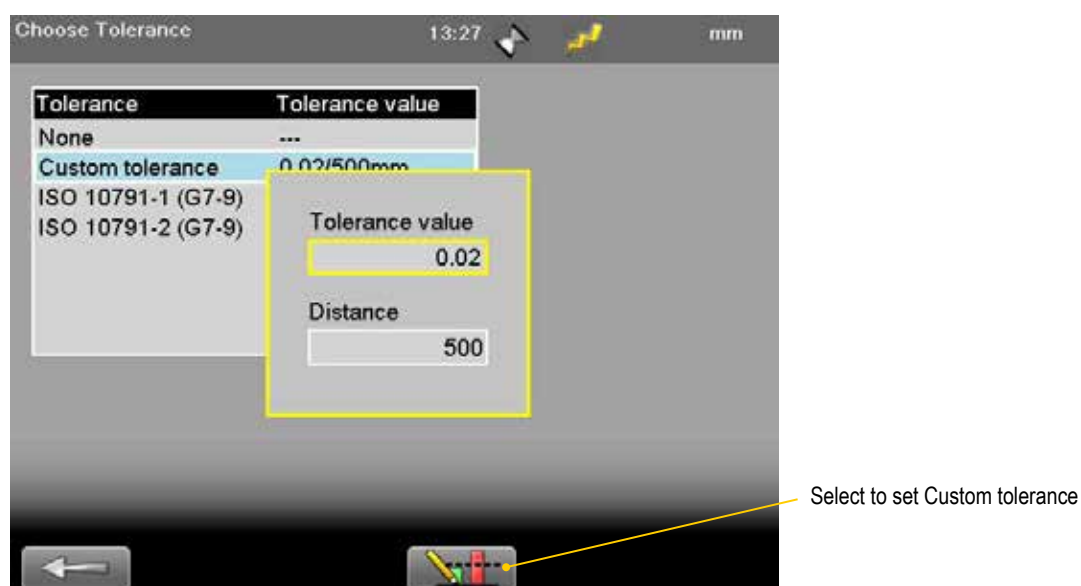 Choose Tolerance 13:27 mm
Tolerance Tolerance value
None ---
Custom tolerance 0.02/500mm
ISO 10791-1 (G7-9)
ISO 10791-2 (G7-9)
Tolerance value
0.02
Distance
500
Select to set Custom tolerance